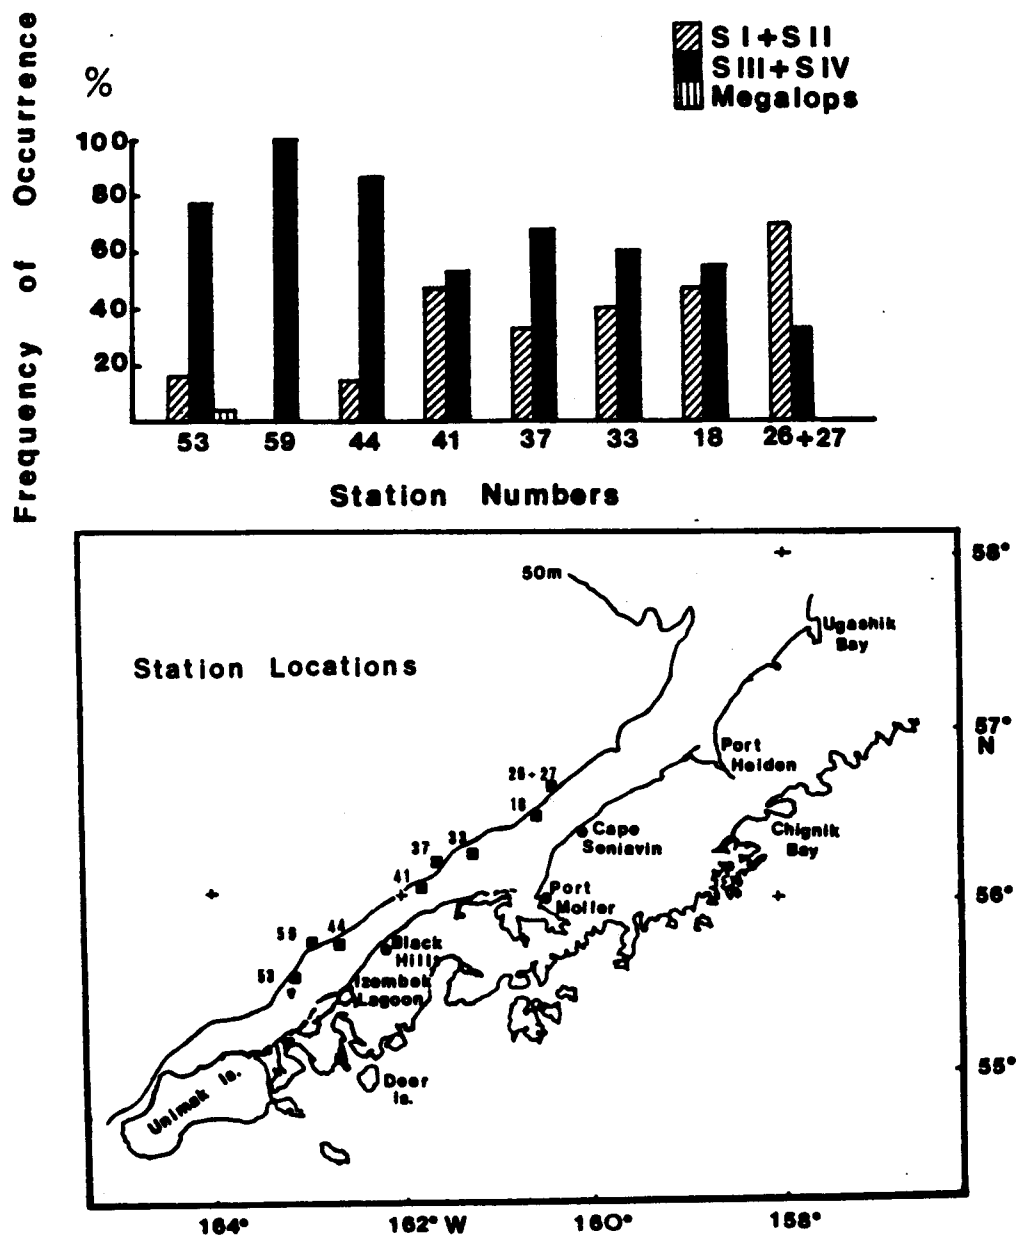 Frequency of Occurrence
%
S I + S II
S III + S IV
Megalops
100
80
60
40
20
53 59 44 41 37 33 18 26+27
Station Numbers
Station Locations
50m
58°
Ugashik
Bay
57°
N
Port
Heiden
26+27
18
Cape
Seniavin
Chignik
Bay
37
33
41
56°
Port
Moller
59
44
Black
Hills
53
Izembek
Lagoon
55°
Unimak Is.
Deer
Is.
164° 162° W 160° 158°